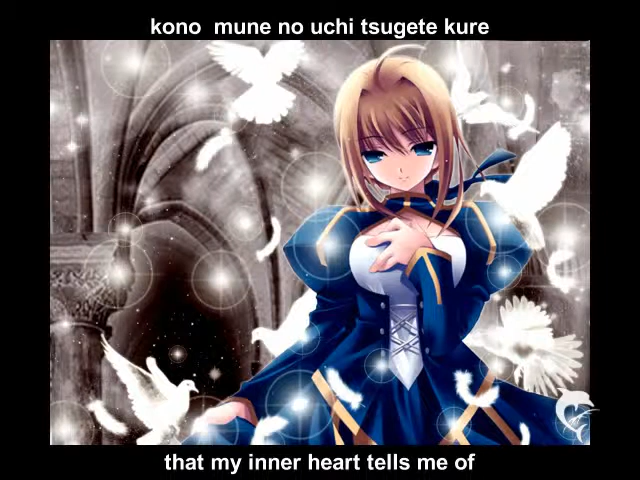 kono mune no uchi tsugete kure
that my inner heart tells me of